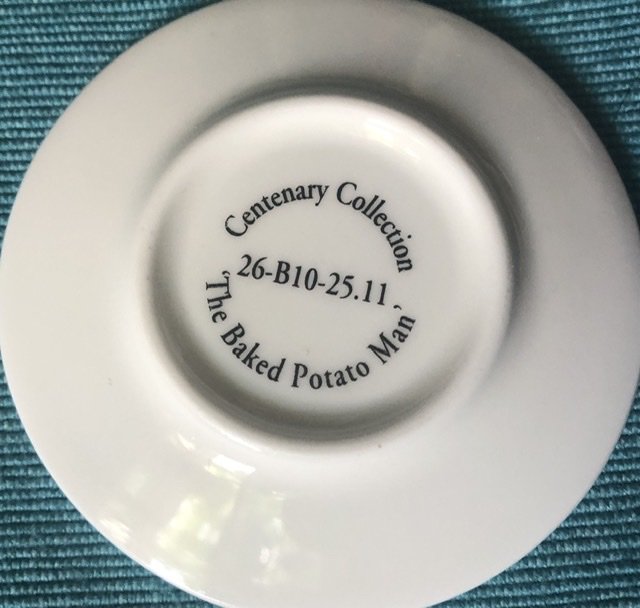 Centenary Collection
26-B10-25.11
'The Baked Potato Man'